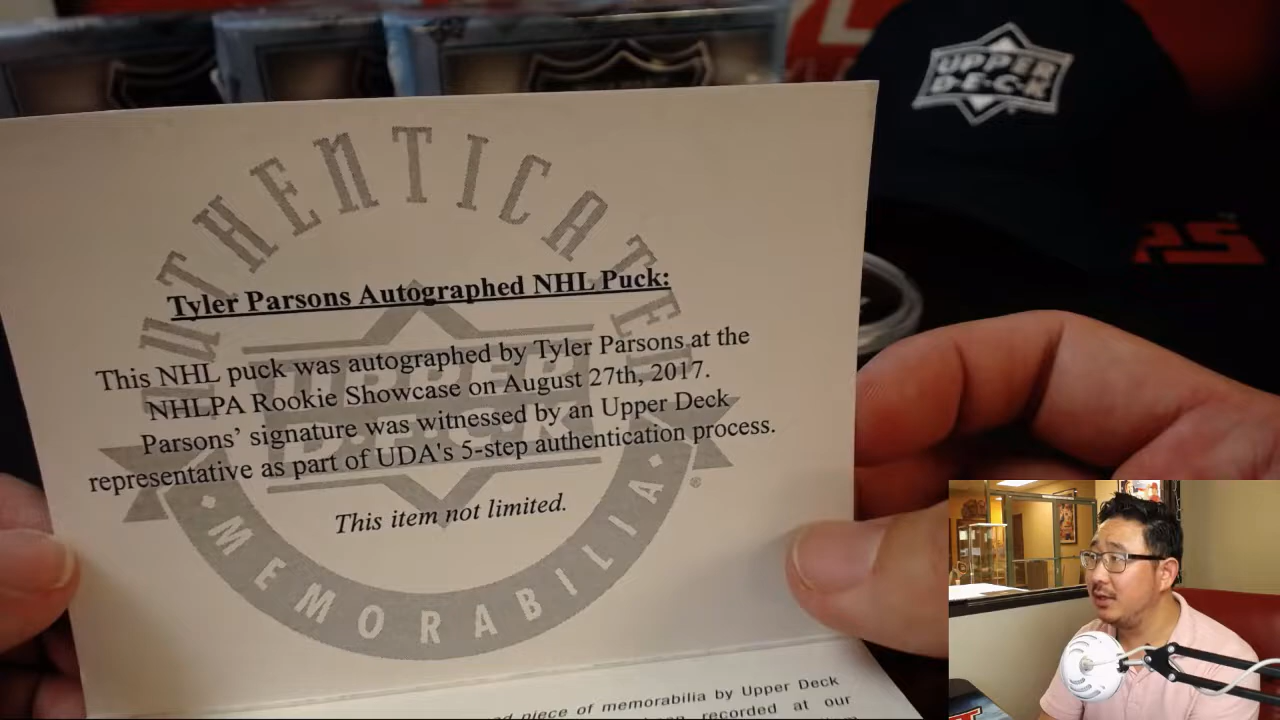 UPPER
D·E·C·K
AUTHENTICATED
Tyler Parsons Autographed NHL Puck:
This NHL puck was autographed by Tyler Parsons at the
NHLPA Rookie Showcase on August 27th, 2017.
Parsons' signature was witnessed by an Upper Deck
representative as part of UDA's 5-step authentication process.
This item not limited.
UPPER
DECK
MEMORABILIA
®
piece of memorabilia by Upper Deck
recorded at our